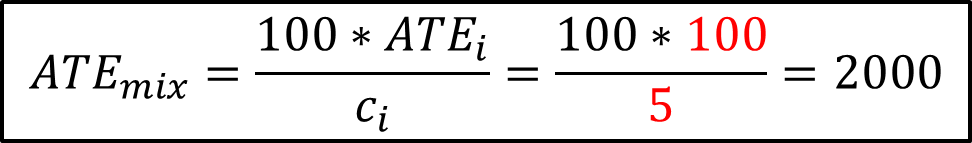 ATE_mix = (100 * ATE_i) / c_i = (100 * 100) / 5 = 2000